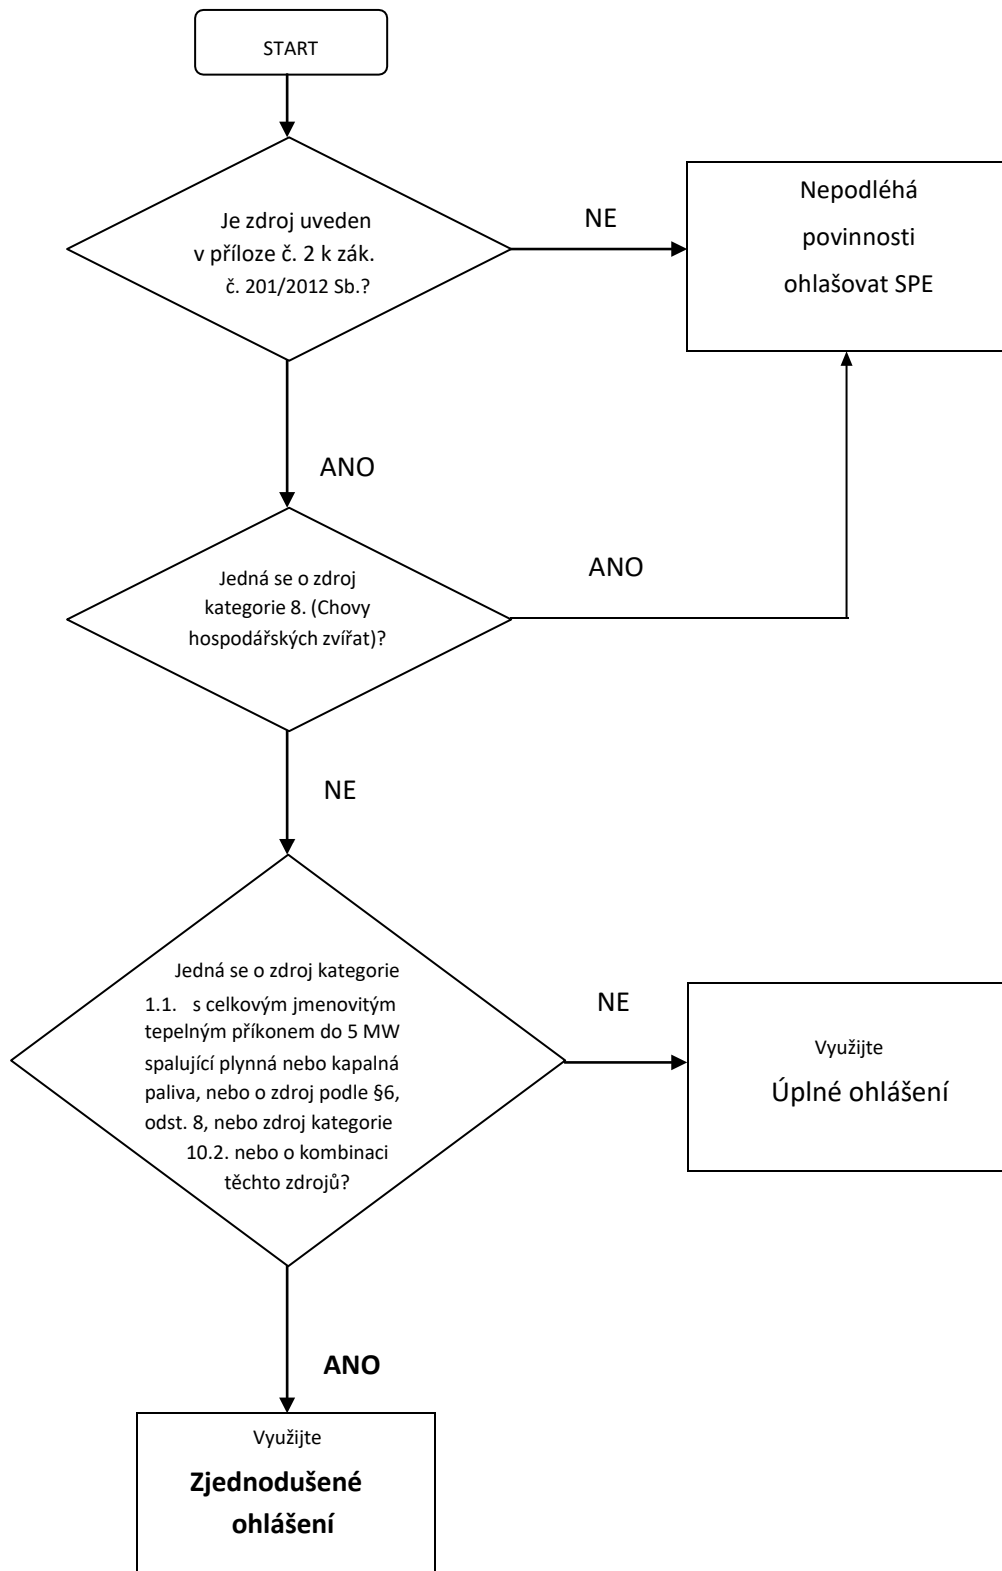 START
Je zdroj uveden
v příloze č. 2 k zák.
č. 201/2012 Sb.?
NE
Nepodléhá
povinnosti
ohlašovat SPE
ANO
Jedná se o zdroj
kategorie 8. (Chovy
hospodářských zvířat)?
ANO
NE
Jedná se o zdroj kategorie
1.1. s celkovým jmenovitým
tepelným příkonem do 5 MW
spalující plynná nebo kapalná
paliva, nebo o zdroj podle §6,
odst. 8, nebo zdroj kategorie
10.2. nebo o kombinaci
těchto zdrojů?
NE
Využijte
Úplné ohlášení
ANO
Využijte
Zjednodušené
ohlášení